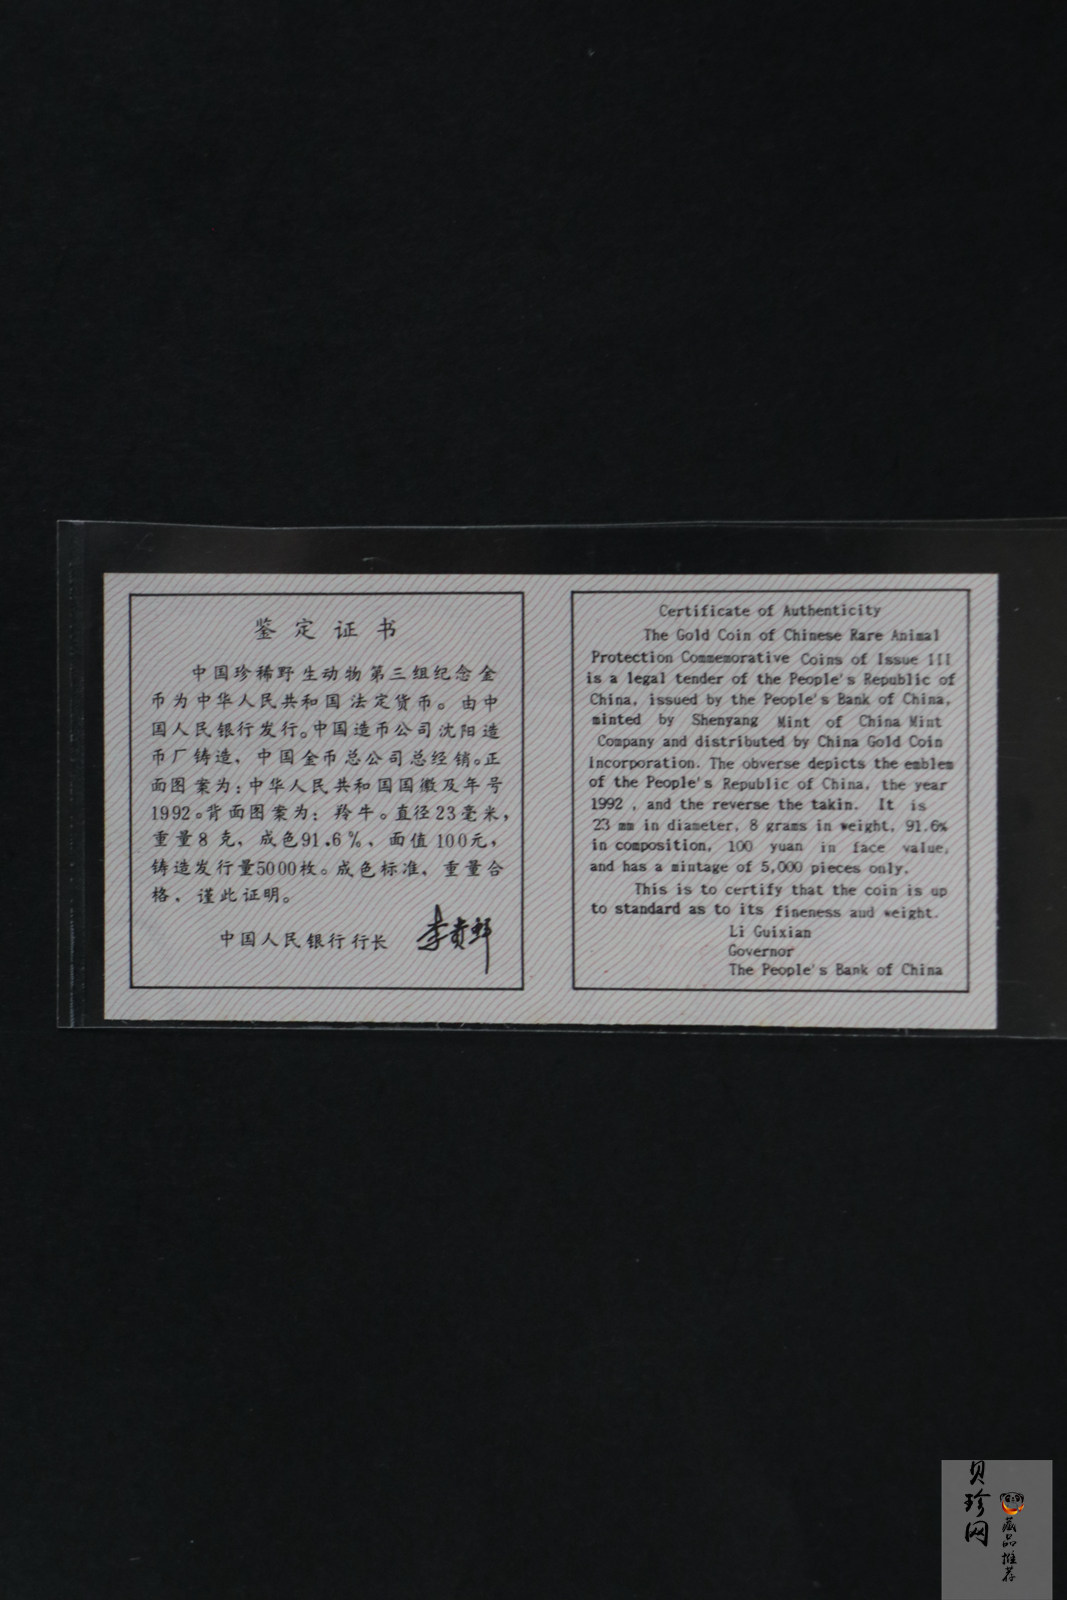 鉴定证书
中国珍稀野生动物第三组纪念金
币为中华人民共和国法定货币。由中
国人民银行发行。中国造币公司沈阳造
币厂铸造，中国金币总公司总经销。正
面图案为：中华人民共和国国徽及年号
1992。背面图案为：羚牛。直径23毫米，
重量8克，成色91.6%，面值100元，
铸造发行量5000枚。成色标准，重量合
格，谨此证明。
中国人民银行行长 李贵鲜
Certificate of Authenticity
The Gold Coin of Chinese Rare Animal
Protection Commemorative Coins of Issue III
is a legal tender of the People's Republic of
China, issued by the People's Bank of China,
minted by Shenyang Mint of China Mint
Company and distributed by China Gold Coin
Incorporation. The obverse depicts the emblem
of the People's Republic of China, the year
1992, and the reverse the takin. It is
23 mm in diameter, 8 grams in weight, 91.6%
in composition, 100 yuan in face value,
and has a mintage of 5,000 pieces only.
This is to certify that the coin is up
to standard as to its fineness and weight.
Li Guixian
Governor
The People's Bank of China
贝珍网
藏品推荐